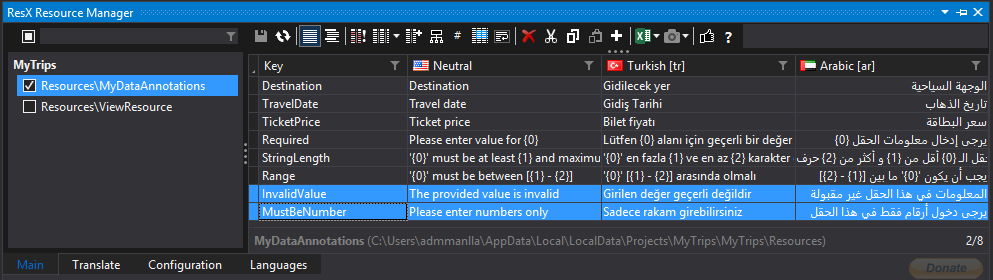 ResX Resource Manager
MyTrips
Resources\MyDataAnnotations
Resources\ViewResource
Key Neutral Turkish [tr] Arabic [ar]
Destination Destination Gidilecek yer الوجهة السياحية
TravelDate Travel date Gidiş Tarihi تاريخ الذهاب
TicketPrice Ticket price Bilet fiyatı سعر البطاقة
Required Please enter value for {0} Lütfen {0} alanı için geçerli bir değer يرجى إدخال معلومات الحقل {0}
StringLength '{0}' must be at least {1} and maximu '{0}' en fazla {1} ve en az {2} karakter حقل الـ {0} أقل من {1} و أكثر من {2} حرف
Range '{0}' must be between [{1} - {2}] '{0}' [{1} - {2}] arasında olmalı يجب أن يكون '{0}' ما بين [{1} - {2}]
InvalidValue The provided value is invalid Girilen değer geçerli değildir المعلومات في هذا الحقل غير مقبولة
MustBeNumber Please enter numbers only Sadece rakam girebilirsiniz يرجى دخول أرقام فقط في هذا الحقل
MyDataAnnotations (C:\Users\admmanlla\AppData\Local\LocalData\Projects\MyTrips\MyTrips\Resources) 2/8
Main Translate Configuration Languages Donate